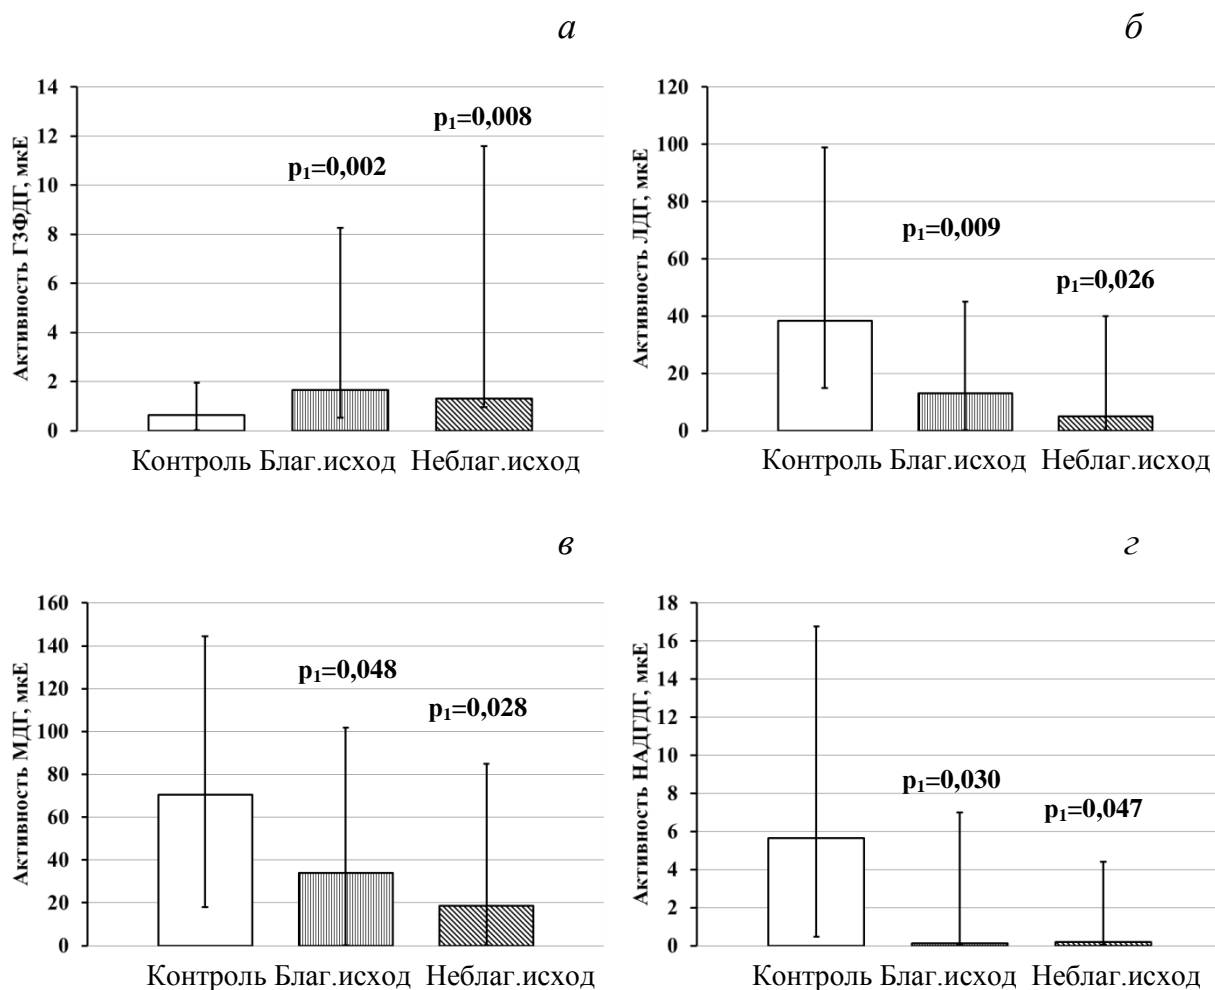 а
Активность Г3ФДГ, мкЕ
14
12
10
8
6
4
2
0
p₁=0,002
p₁=0,008
Контроль Благ.исход Неблаг.исход
б
Активность ЛДГ, мкЕ
120
100
80
60
40
20
0
p₁=0,009
p₁=0,026
Контроль Благ.исход Неблаг.исход
в
Активность МДГ, мкЕ
160
140
120
100
80
60
40
20
0
p₁=0,048
p₁=0,028
Контроль Благ.исход Неблаг.исход
г
Активность НАДГДГ, мкЕ
18
16
14
12
10
8
6
4
2
0
p₁=0,030
p₁=0,047
Контроль Благ.исход Неблаг.исход